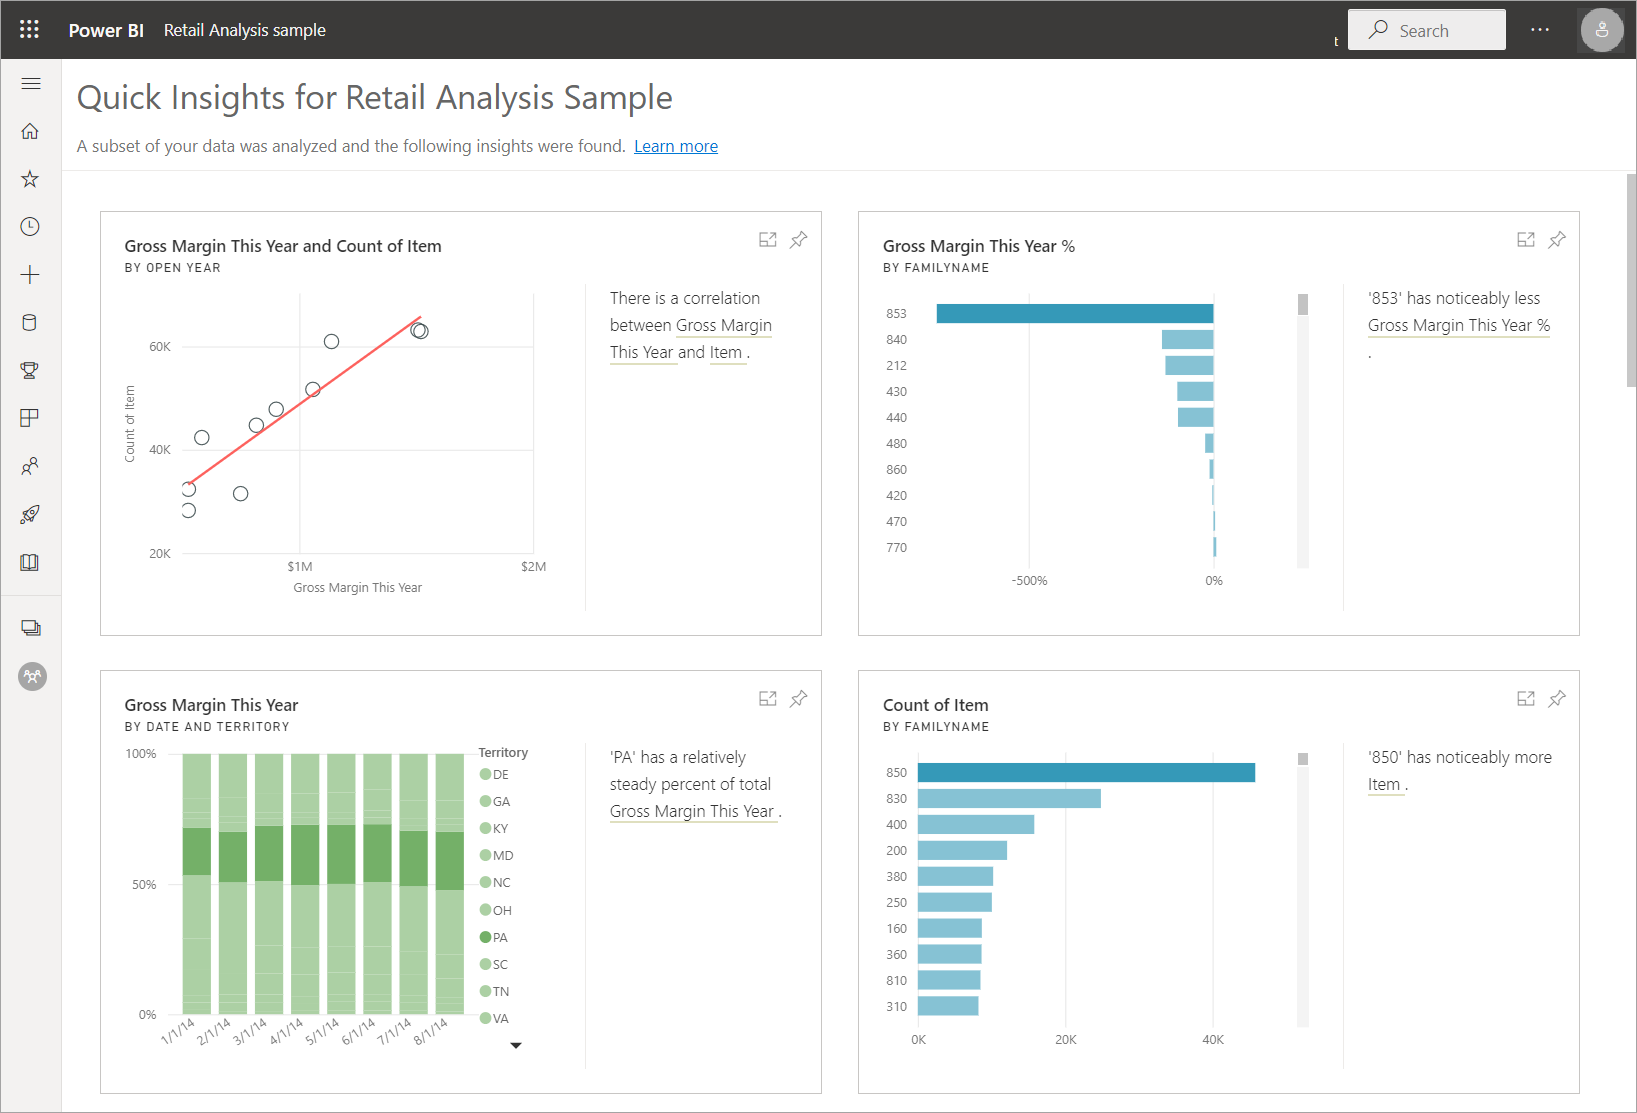 Power BI Retail Analysis sample
t
Search
Quick Insights for Retail Analysis Sample
A subset of your data was analyzed and the following insights were found. Learn more
Gross Margin This Year and Count of Item
BY OPEN YEAR
Count of Item
60K
40K
20K
$1M $2M
Gross Margin This Year
There is a correlation
between Gross Margin
This Year and Item .
Gross Margin This Year %
BY FAMILYNAME
853
840
212
430
440
480
860
420
470
770
-500% 0%
'853' has noticeably less
Gross Margin This Year %
.
Gross Margin This Year
BY DATE AND TERRITORY
100%
50%
0%
1/1/14 2/1/14 3/1/14 4/1/14 5/1/14 6/1/14 7/1/14 8/1/14
Territory
DE
GA
KY
MD
NC
OH
PA
SC
TN
VA
'PA' has a relatively
steady percent of total
Gross Margin This Year .
Count of Item
BY FAMILYNAME
850
830
400
200
380
250
160
360
810
310
0K 20K 40K
'850' has noticeably more
Item .